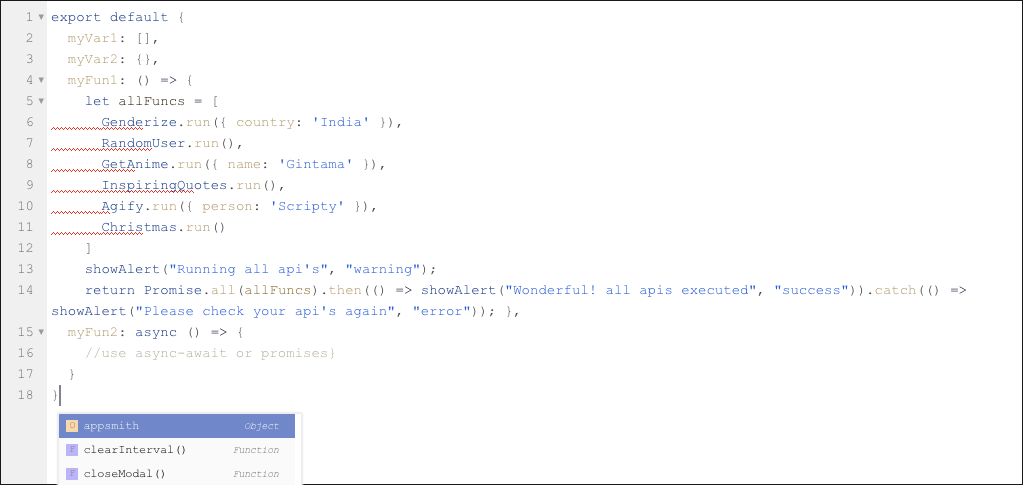 1 export default {
2 myVar1: [],
3 myVar2: {},
4 myFun1: () => {
5 let allFuncs = [
6 Genderize.run({ country: 'India' }),
7 RandomUser.run(),
8 GetAnime.run({ name: 'Gintama' }),
9 InspiringQuotes.run(),
10 Agify.run({ person: 'Scripty' }),
11 Christmas.run()
12 ]
13 showAlert("Running all api's", "warning");
14 return Promise.all(allFuncs).then(() => showAlert("Wonderful! all apis executed", "success")).catch(() =>
showAlert("Please check your api's again", "error")); },
15 myFun2: async () => {
16 //use async-await or promises}
17 }
18 }
O appsmith Object
F clearInterval() Function
F closeModal() Function